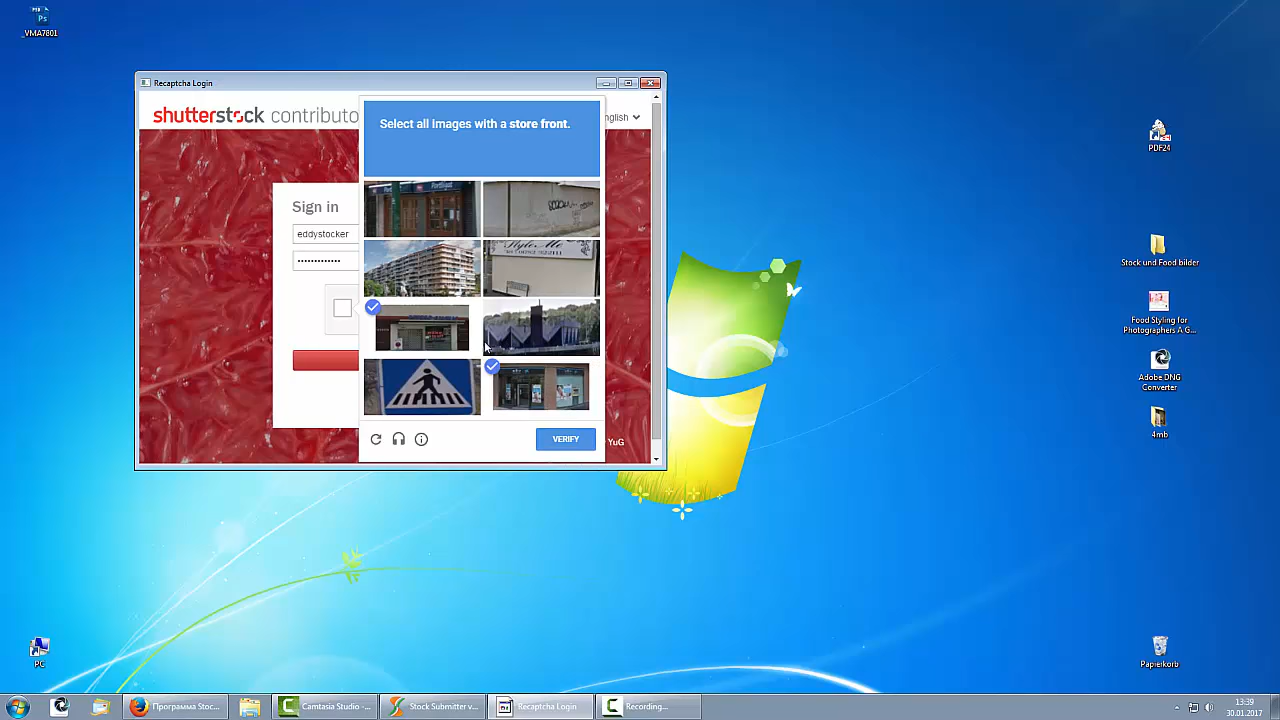 _VMA7801
Recaptcha Login
shutterstock contributo
nglish
Select all images with a store front.
Sign in
eddystocker
•••••••••••••
VERIFY
YuG
PDF24
Stock und Food bilder
Food Styling for
Photographers A G...
Adobe DNG
Converter
4mb
PC
Papierkorb
Программа Stoc...
Camtasia Studio -...
Stock Submitter v...
Recaptcha Login
Recording...
13:39
30.01.2017